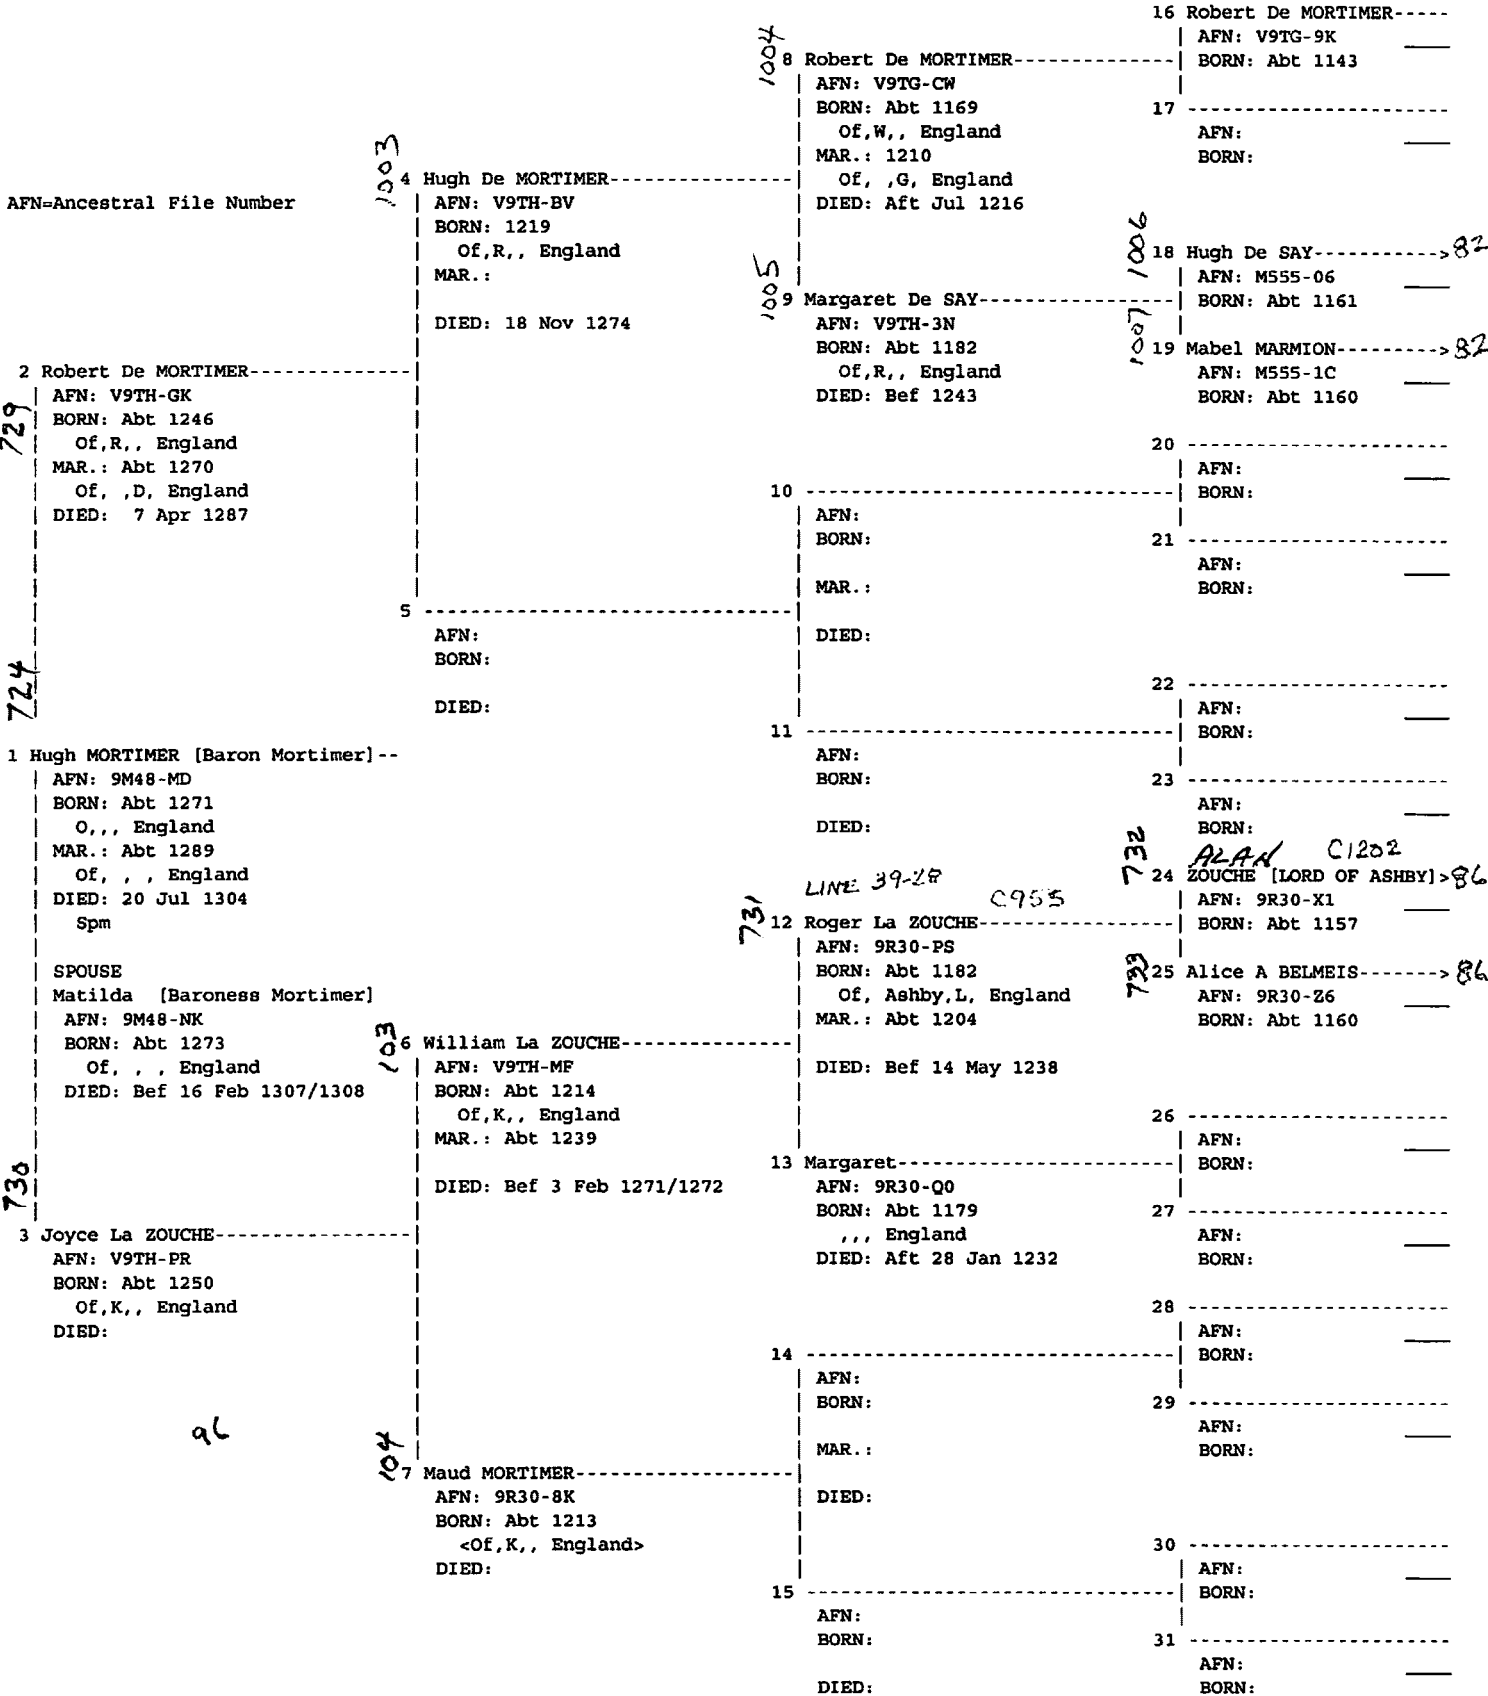 AFN=Ancestral File Number
729
2 Robert De MORTIMER
AFN: V9TH-GK
BORN: Abt 1246
Of,R,, England
MAR.: Abt 1270
Of, ,D, England
DIED: 7 Apr 1287
724
1 Hugh MORTIMER [Baron Mortimer]--
AFN: 9M48-MD
BORN: Abt 1271
O,,, England
MAR.: Abt 1289
Of, , , England
DIED: 20 Jul 1304
Spm
SPOUSE
Matilda [Baroness Mortimer]
AFN: 9M48-NK
BORN: Abt 1273
Of, , , England
DIED: Bef 16 Feb 1307/1308
730
3 Joyce La ZOUCHE
AFN: V9TH-PR
BORN: Abt 1250
Of,K,, England
DIED:
96
1003
4 Hugh De MORTIMER
AFN: V9TH-BV
BORN: 1219
Of,R,, England
MAR.:
DIED: 18 Nov 1274
5
AFN:
BORN:
DIED:
103
6 William La ZOUCHE
AFN: V9TH-MF
BORN: Abt 1214
Of,K,, England
MAR.: Abt 1239
DIED: Bef 3 Feb 1271/1272
104
7 Maud MORTIMER
AFN: 9R30-8K
BORN: Abt 1213
<Of,K,, England>
DIED:
1004
8 Robert De MORTIMER
AFN: V9TG-CW
BORN: Abt 1169
Of,W,, England
MAR.: 1210
Of, ,G, England
DIED: Aft Jul 1216
1005
9 Margaret De SAY
AFN: V9TH-3N
BORN: Abt 1182
Of,R,, England
DIED: Bef 1243
10
AFN:
BORN:
MAR.:
DIED:
11
AFN:
BORN:
DIED:
LINE 39-28
C955
731
12 Roger La ZOUCHE
AFN: 9R30-PS
BORN: Abt 1182
Of, Ashby,L, England
MAR.: Abt 1204
DIED: Bef 14 May 1238
13 Margaret
AFN: 9R30-Q0
BORN: Abt 1179
,,, England
DIED: Aft 28 Jan 1232
14
AFN:
BORN:
MAR.:
DIED:
15
AFN:
BORN:
DIED:
16 Robert De MORTIMER-----
AFN: V9TG-9K
BORN: Abt 1143
17
AFN:
BORN:
1006
18 Hugh De SAY----------> 82
AFN: M555-06
BORN: Abt 1161
1007
19 Mabel MARMION--------> 82
AFN: M555-1C
BORN: Abt 1160
20
AFN:
BORN:
21
AFN:
BORN:
22
AFN:
BORN:
23
AFN:
BORN:
732
ALAN C1202
24 ZOUCHE [LORD OF ASHBY]> 86
AFN: 9R30-X1
BORN: Abt 1157
733
25 Alice A BELMEIS-------> 86
AFN: 9R30-Z6
BORN: Abt 1160
26
AFN:
BORN:
27
AFN:
BORN:
28
AFN:
BORN:
29
AFN:
BORN:
30
AFN:
BORN:
31
AFN:
BORN: